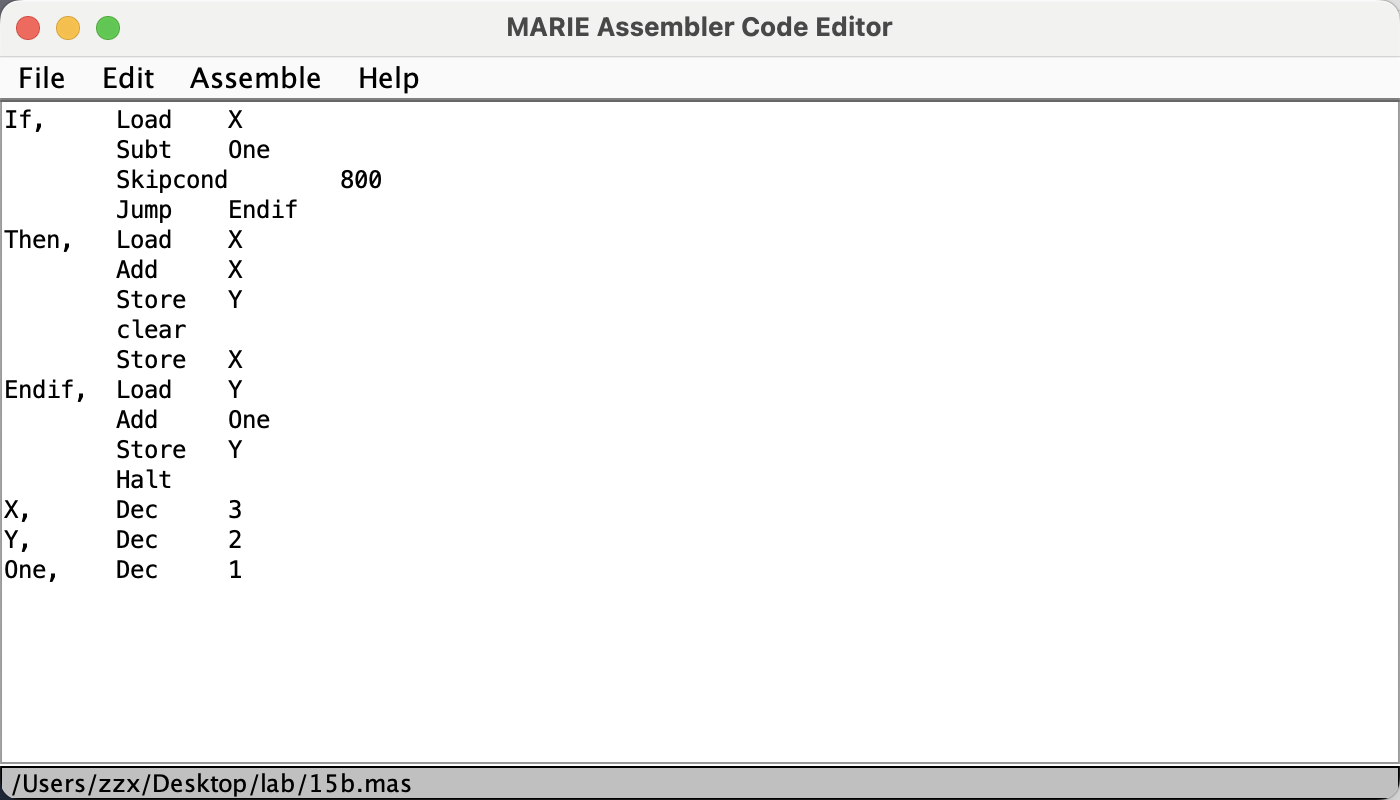 MARIE Assembler Code Editor
File Edit Assemble Help
If, Load X
Subt One
Skipcond 800
Jump Endif
Then, Load X
Add X
Store Y
clear
Store X
Endif, Load Y
Add One
Store Y
Halt
X, Dec 3
Y, Dec 2
One, Dec 1
/Users/zzx/Desktop/lab/15b.mas